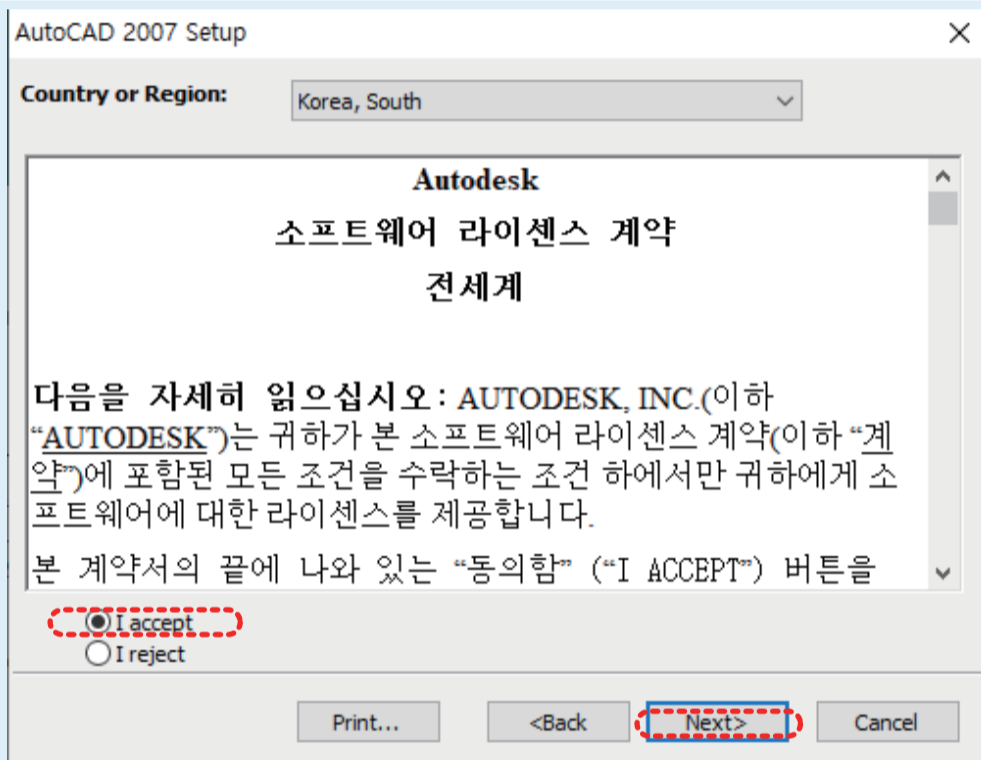 AutoCAD 2007 Setup
Country or Region: Korea, South
Autodesk
소프트웨어 라이센스 계약
전세계
다음을 자세히 읽으십시오: AUTODESK, INC.(이하
“AUTODESK”)는 귀하가 본 소프트웨어 라이센스 계약(이하 “계
약”)에 포함된 모든 조건을 수락하는 조건 하에서만 귀하에게 소
프트웨어에 대한 라이센스를 제공합니다.
본 계약서의 끝에 나와 있는 “동의함” (“I ACCEPT”) 버튼을
I accept
I reject
Print... <Back Next> Cancel